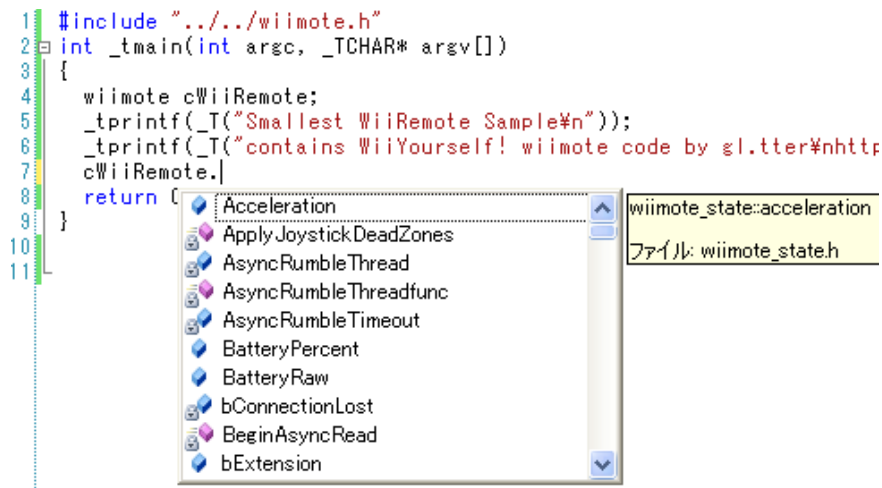 1 #include "../../wiimote.h"
2 int _tmain(int argc, _TCHAR* argv[])
3 {
4 wiimote cWiiRemote;
5 _tprintf(_T("Smallest WiiRemote Sample¥n"));
6 _tprintf(_T("contains WiiYourself! wiimote code by gl.tter¥nhttp
7 cWiiRemote.
8 return
9 }
10
11
Acceleration
ApplyJoystickDeadZones
AsyncRumbleThread
AsyncRumbleThreadfunc
AsyncRumbleTimeout
BatteryPercent
BatteryRaw
bConnectionLost
BeginAsyncRead
bExtension
wiimote_state::acceleration
ファイル: wiimote_state.h